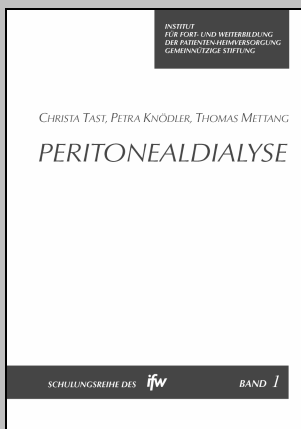 INSTITUT
FÜR FORT- UND WEITERBILDUNG
DER PATIENTEN-HEIMVERSORGUNG
GEMEINNÜTZIGE STIFTUNG
CHRISTA TAST, PETRA KNÖDLER, THOMAS METTANG
PERITONEALDIALYSE
SCHULUNGSREIHE DES ifw BAND 1